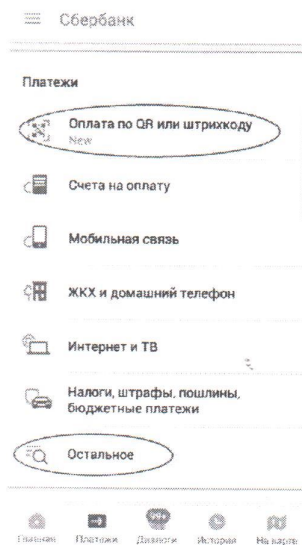 Сбербанк
Платежи
Оплата по QR или штрихкоду
New
Счета на оплату
Мобильная связь
ЖКХ и домашний телефон
Интернет и ТВ
Налоги, штрафы, пошлины,
бюджетные платежи
Остальное
99+
Главная Платежи Диалоги История На карте